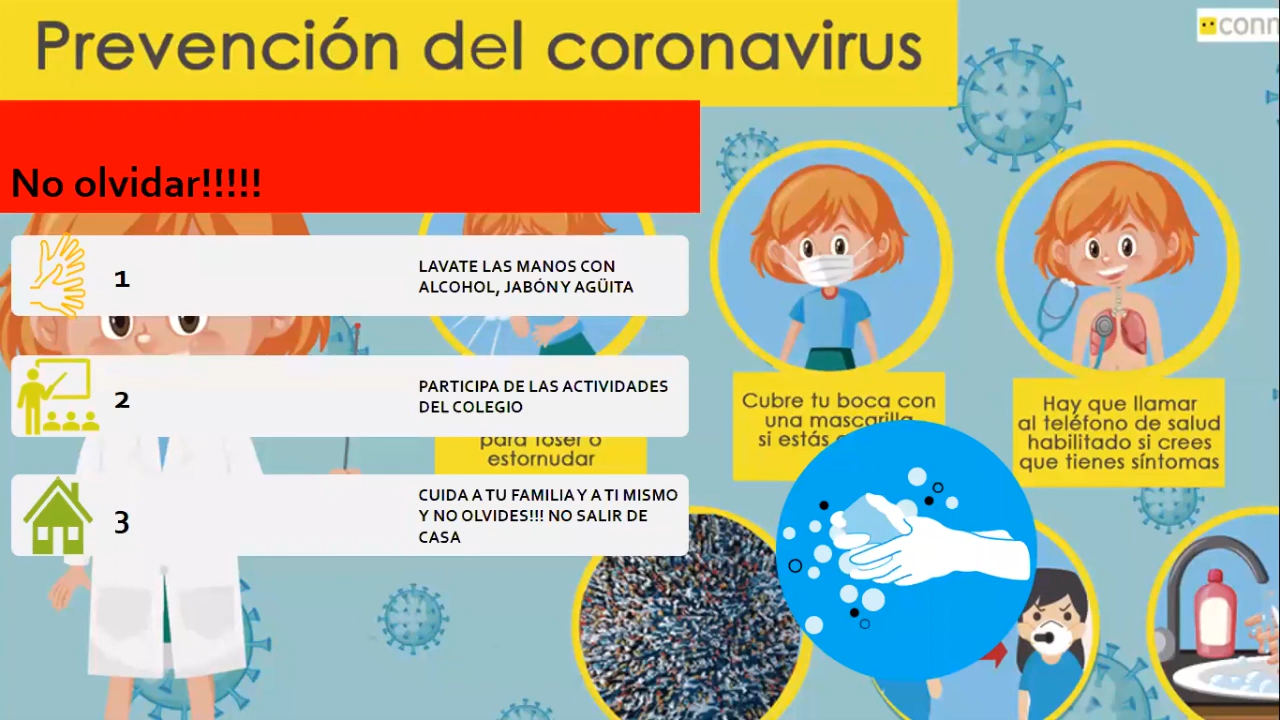 Prevención del coronavirus
conn
No olvidar!!!!!
1
LAVATE LAS MANOS CON
ALCOHOL, JABÓN Y AGÜITA
2
PARTICIPA DE LAS ACTIVIDADES
DEL COLEGIO
3
CUIDA A TU FAMILIA Y A TI MISMO
Y NO OLVIDES!!! NO SALIR DE
CASA
para toser o
estornudar
Cubre tu boca con
una mascarilla
si estás
Hay que llamar
al teléfono de salud
habilitado si crees
que tienes síntomas